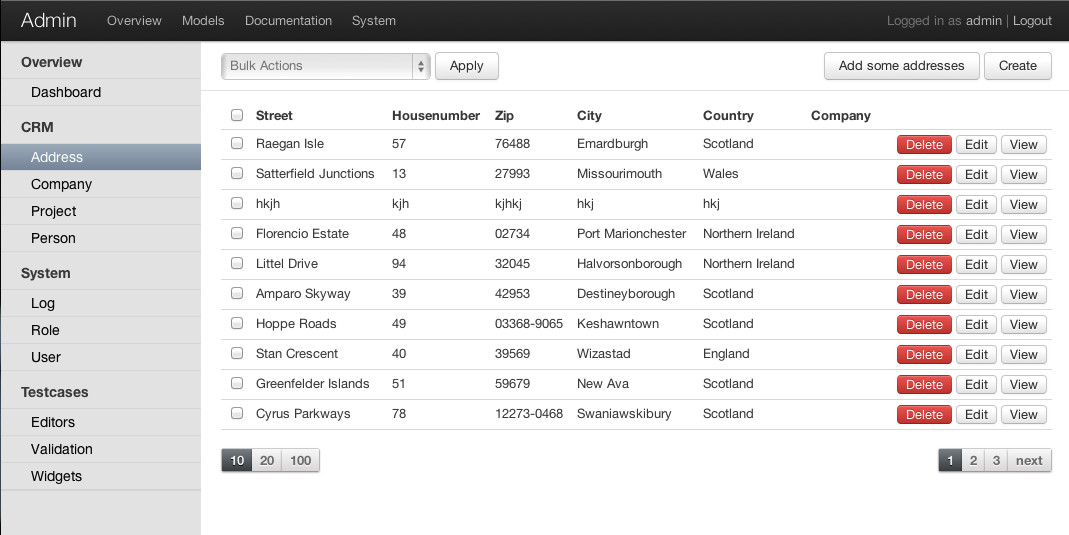 Admin Overview Models Documentation System Logged in as admin | Logout
Overview
Dashboard
CRM
Address
Company
Project
Person
System
Log
Role
User
Testcases
Editors
Validation
Widgets
Bulk Actions Apply Add some addresses Create
Street Housenumber Zip City Country Company
Raegan Isle 57 76488 Emardburgh Scotland Delete Edit View
Satterfield Junctions 13 27993 Missourimouth Wales Delete Edit View
hkjh kjh kjhkj hkj hkj Delete Edit View
Florencio Estate 48 02734 Port Marionchester Northern Ireland Delete Edit View
Littel Drive 94 32045 Halvorsonborough Northern Ireland Delete Edit View
Amparo Skyway 39 42953 Destineyborough Scotland Delete Edit View
Hoppe Roads 49 03368-9065 Keshawntown Scotland Delete Edit View
Stan Crescent 40 39569 Wizastad England Delete Edit View
Greenfelder Islands 51 59679 New Ava Scotland Delete Edit View
Cyrus Parkways 78 12273-0468 Swaniawskibury Scotland Delete Edit View
10 20 100 1 2 3 next